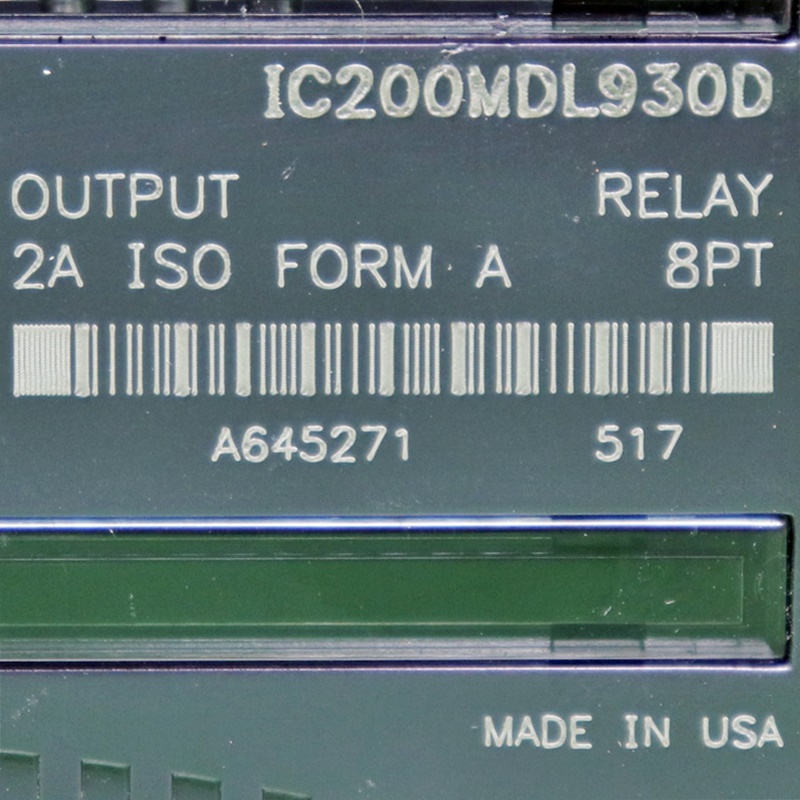 IC200MDL930D
OUTPUT RELAY
2A ISO FORM A 8PT
A645271 517
MADE IN USA